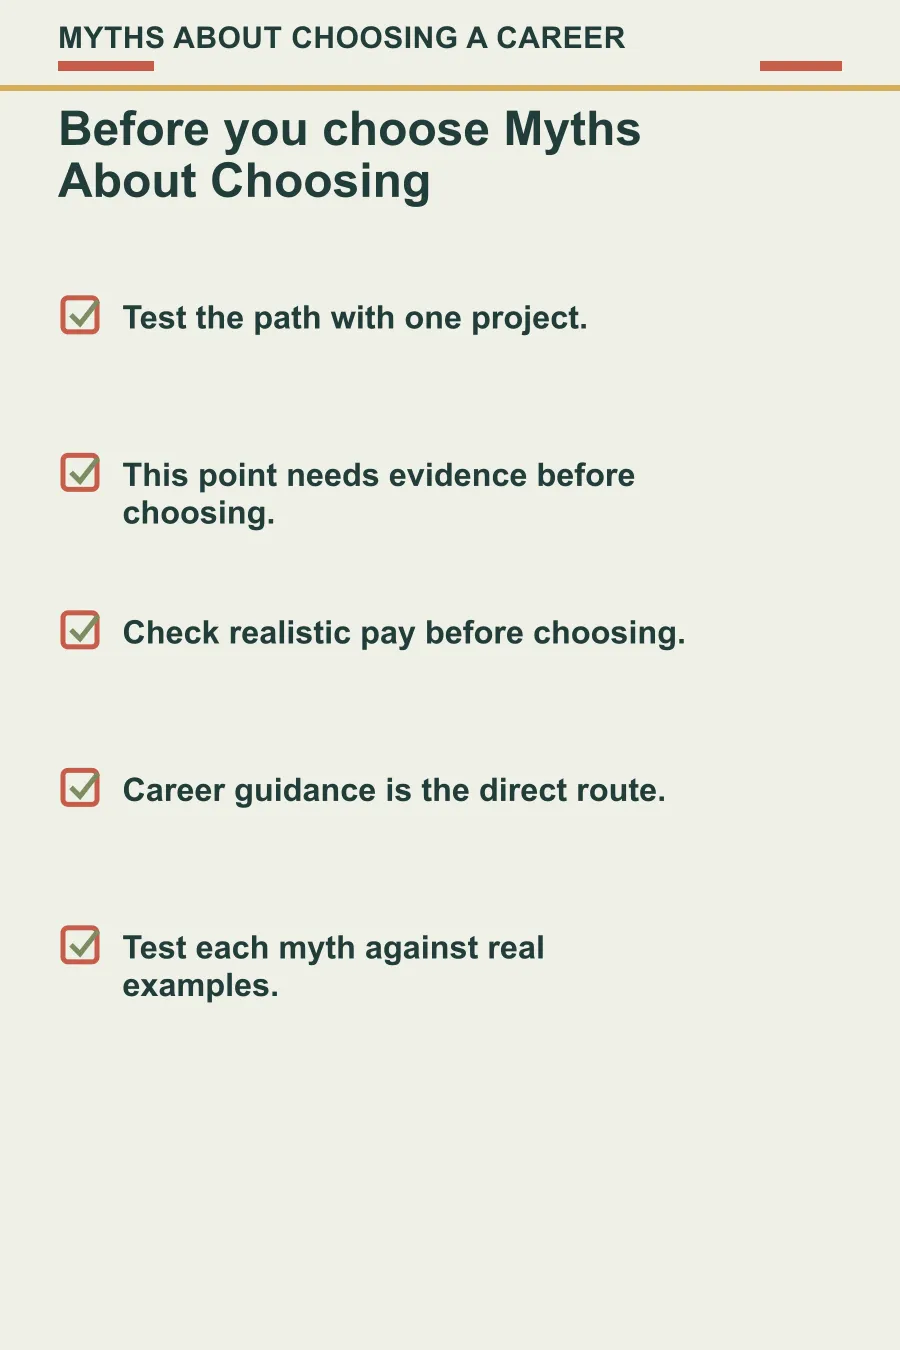 MYTHS ABOUT CHOOSING A CAREER
Before you choose Myths
About Choosing
Test the path with one project.
This point needs evidence before
choosing.
Check realistic pay before choosing.
Career guidance is the direct route.
Test each myth against real
examples.